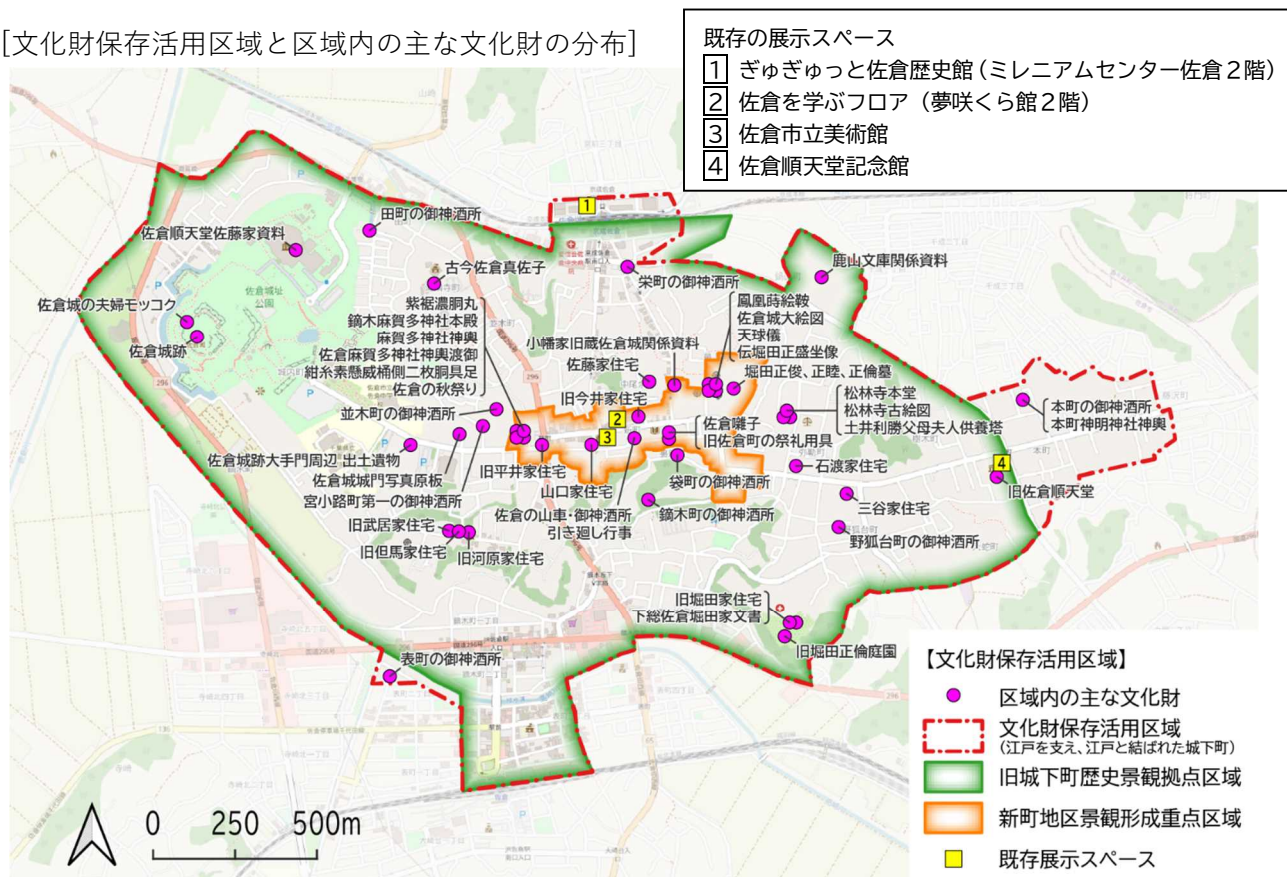 [文化財保存活用区域と区域内の主な文化財の分布]
既存の展示スペース
1 ぎゅぎゅっと佐倉歴史館(ミレニアムセンター佐倉２階)
2 佐倉を学ぶフロア（夢咲くら館２階）
3 佐倉市立美術館
4 佐倉順天堂記念館
1
田町の御神酒所
佐倉順天堂佐藤家資料
古今佐倉真佐子
栄町の御神酒所
鹿山文庫関係資料
佐倉城の夫婦モッコク
佐倉城跡
佐倉城址
公園
紫裾濃胴丸
鏑木麻賀多神社本殿
麻賀多神社神輿
佐倉麻賀多神社神輿渡御
紺糸素懸威桶側二枚胴具足
佐倉の秋祭り
鳳凰蒔絵鞍
佐倉城大絵図
天球儀
伝堀田正盛坐像
堀田正俊、正睦、正倫墓
小幡家旧蔵佐倉城関係資料
佐藤家住宅
旧今井家住宅
2
3
並木町の御神酒所
佐倉城跡大手門周辺 出土遺物
佐倉城城門写真原板
宮小路町第一の御神酒所
旧平井家住宅
山口家住宅
佐倉の山車・御神酒所
引き廻し行事
佐倉囃子
旧佐倉町の祭礼用具
袋町の御神酒所
鏑木町の御神酒所
松林寺本堂
松林寺古絵図
土井利勝父母夫人供養塔
石渡家住宅
三谷家住宅
野狐台町の御神酒所
本町の御神酒所
本町神明神社神輿
4
旧佐倉順天堂
旧武居家住宅
旧但馬家住宅
旧河原家住宅
旧堀田家住宅
下総佐倉堀田家文書
旧堀田正倫庭園
表町の御神酒所
296
296
0 250 500m
【文化財保存活用区域】
区域内の主な文化財
文化財保存活用区域
(江戸を支え、江戸と結ばれた城下町)
旧城下町歴史景観拠点区域
新町地区景観形成重点区域
既存展示スペース